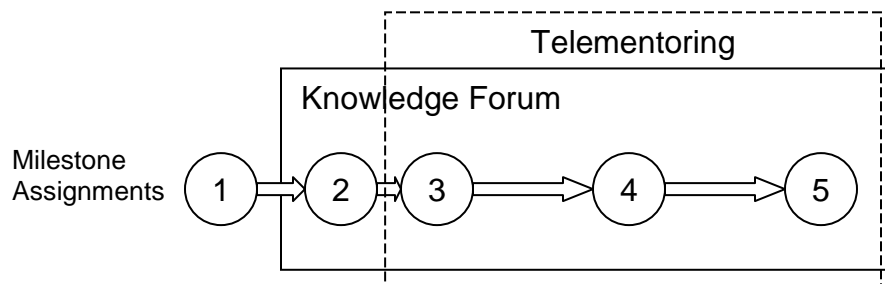 Telementoring
Knowledge Forum
Milestone
Assignments
1 2 3 4 5